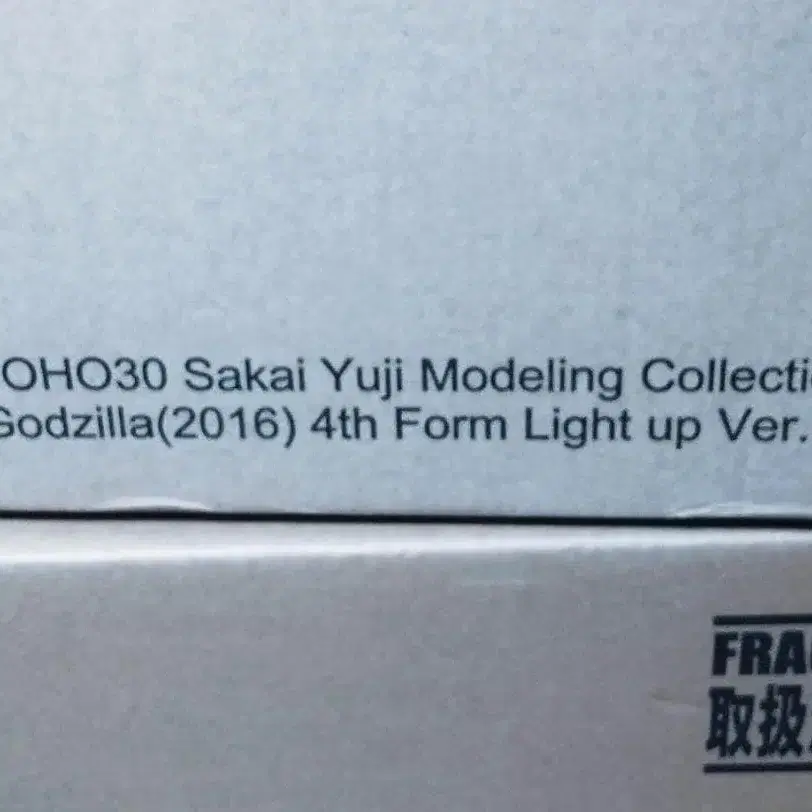 OHO30 Sakai Yuji Modeling Collecti
Godzilla(2016) 4th Form Light up Ver.
FRA
取扱